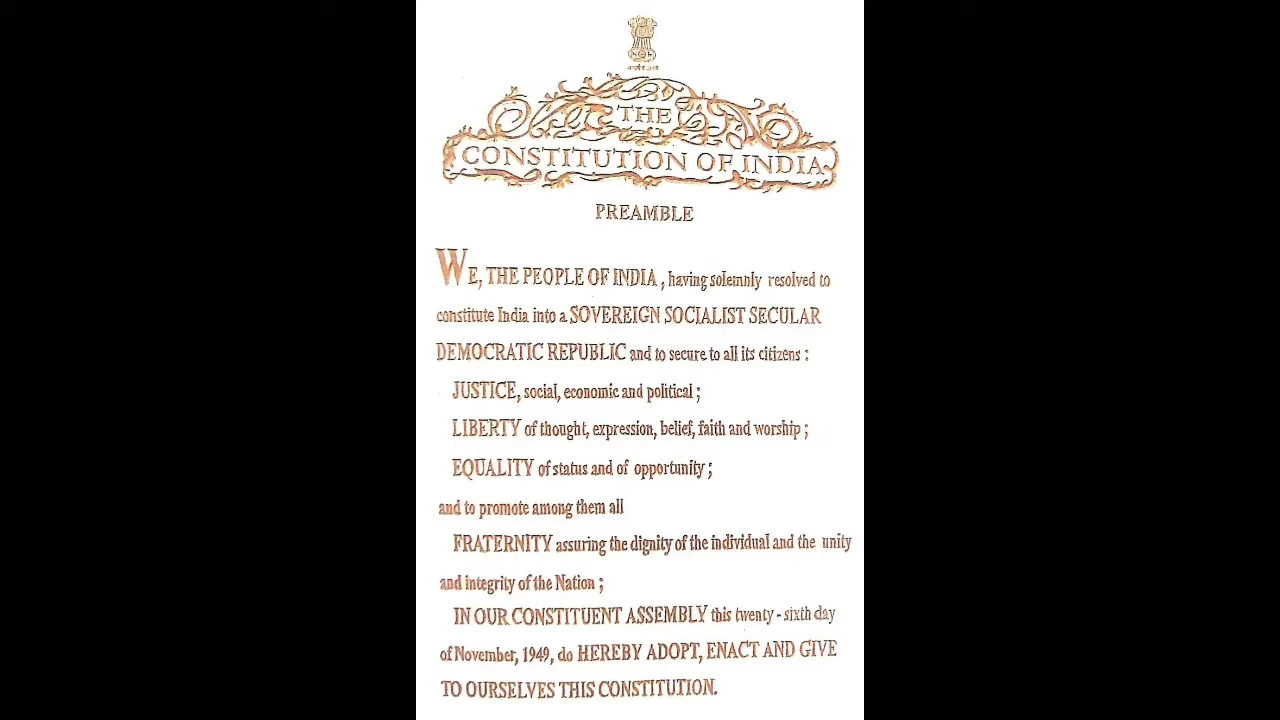 THE
CONSTITUTION OF INDIA
PREAMBLE
WE, THE PEOPLE OF INDIA , having solemnly resolved to
constitute India into a SOVEREIGN SOCIALIST SECULAR
DEMOCRATIC REPUBLIC and to secure to all its citizens :
JUSTICE, social, economic and political ;
LIBERTY of thought, expression, belief, faith and worship ;
EQUALITY of status and of opportunity ;
and to promote among them all
FRATERNITY assuring the dignity of the individual and the unity
and integrity of the Nation ;
IN OUR CONSTITUENT ASSEMBLY this twenty - sixth day
of November, 1949, do HEREBY ADOPT, ENACT AND GIVE
TO OURSELVES THIS CONSTITUTION.